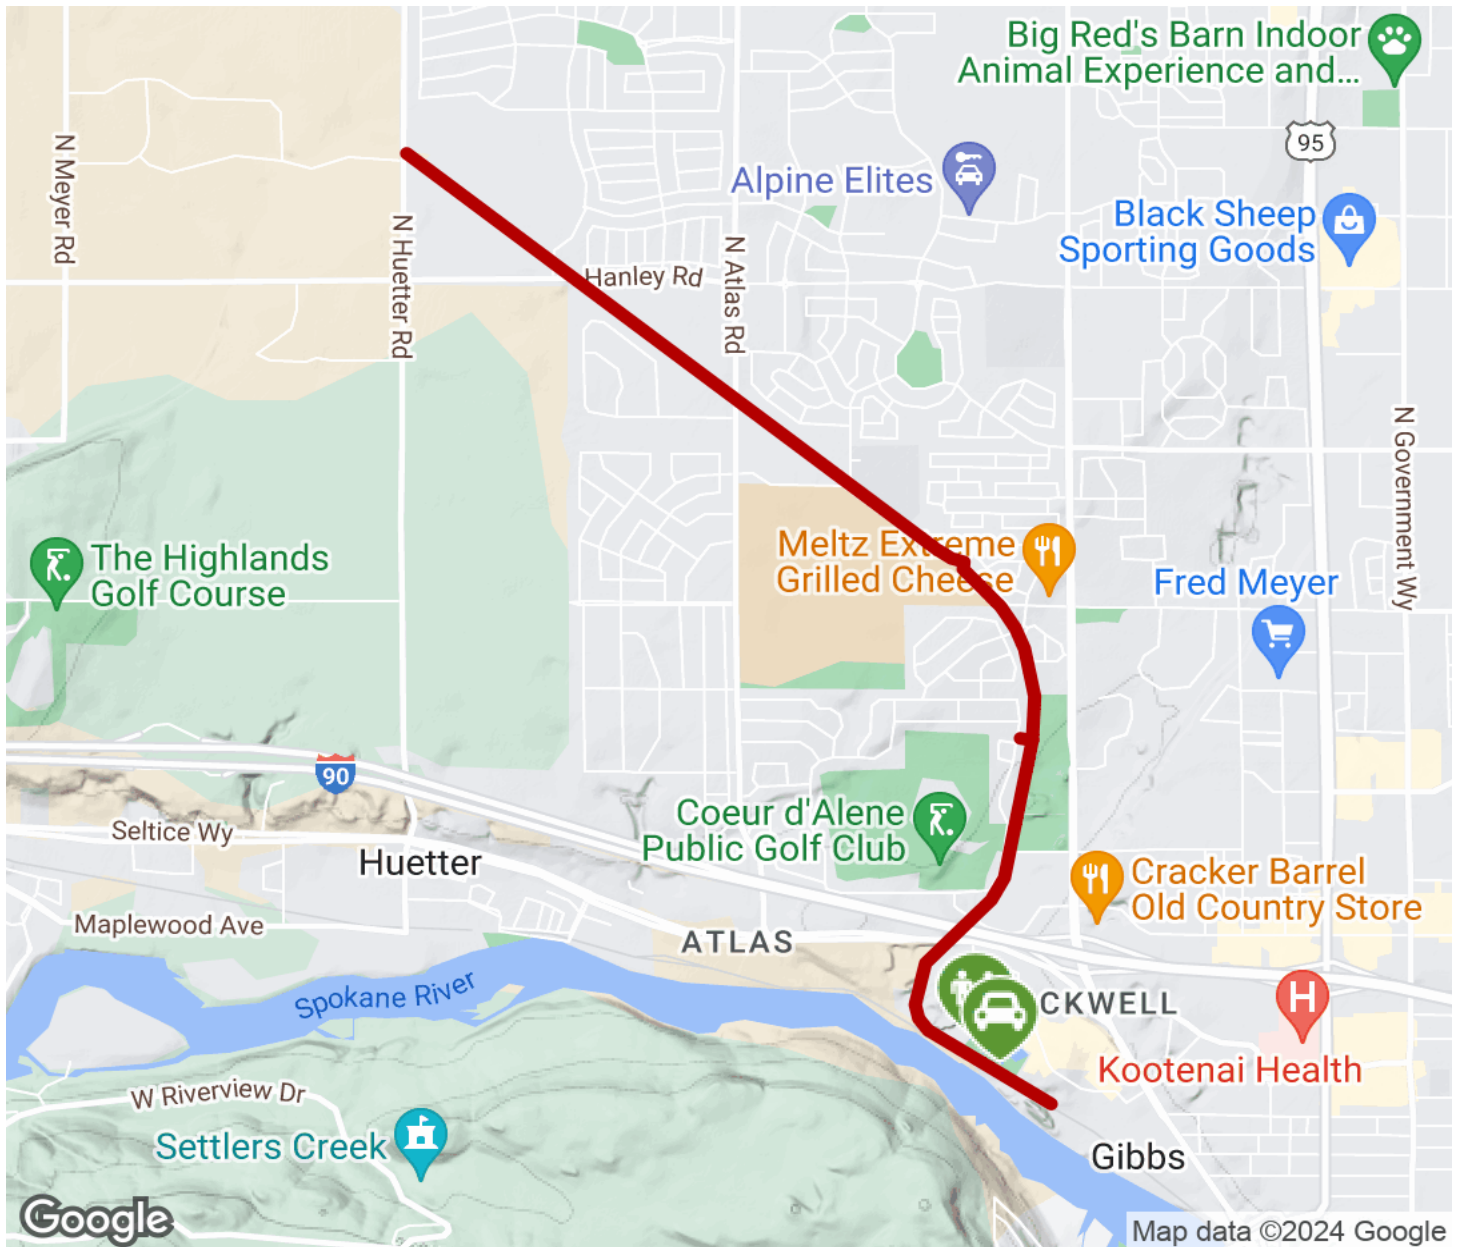 Big Red's Barn Indoor
Animal Experience and...
N Meyer Rd
95
Alpine Elites
Black Sheep
Sporting Goods
N Huetter Rd
N Atlas Rd
Hanley Rd
N Government Wy
Meltz Extreme
Grilled Cheese
The Highlands
Golf Course
Fred Meyer
90
Seltice Wy
Huetter
Coeur d'Alene
Public Golf Club
Cracker Barrel
Old Country Store
Maplewood Ave
ATLAS
Spokane River
CKWELL
H
Kootenai Health
W Riverview Dr
Settlers Creek
Gibbs
Google
Map data ©2024 Google